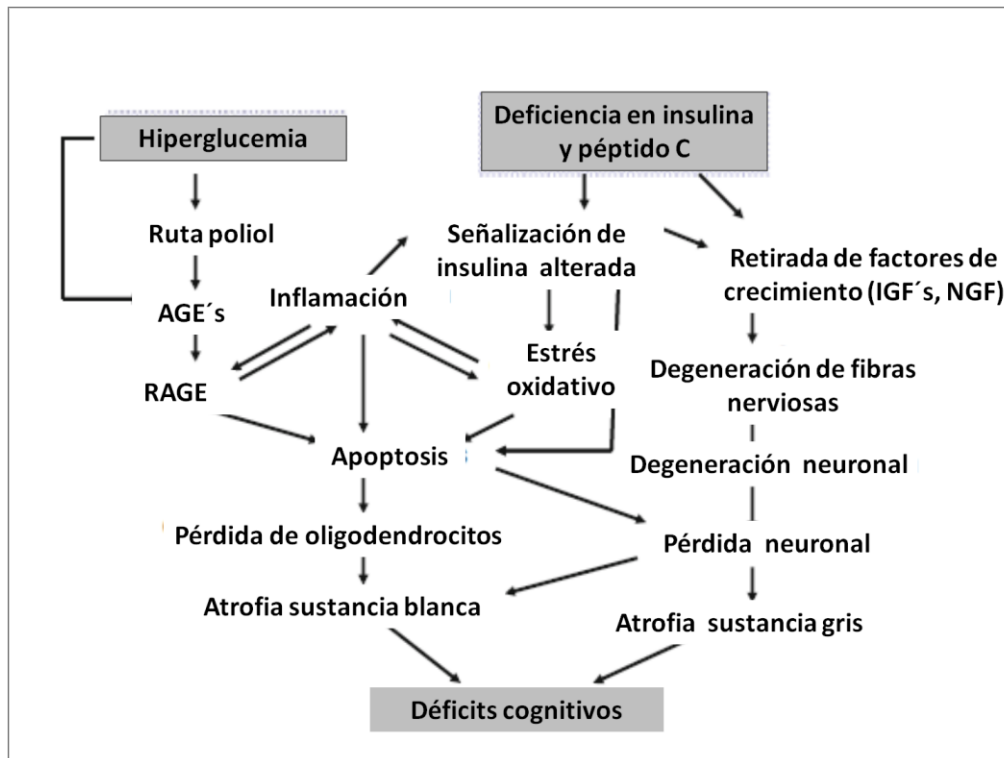 Hiperglucemia
Deficiencia en insulina
y péptido C
Ruta poliol
Señalización de
insulina alterada
Retirada de factores de
crecimiento (IGF´s, NGF)
AGE´s
Inflamación
RAGE
Estrés
oxidativo
Degeneración de fibras
nerviosas
Apoptosis
Degeneración neuronal
Pérdida de oligodendrocitos
Pérdida neuronal
Atrofia sustancia blanca
Atrofia sustancia gris
Déficits cognitivos